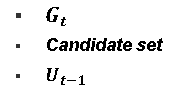 ▪ G_t
▪ Candidate set
▪ U_{t−1}